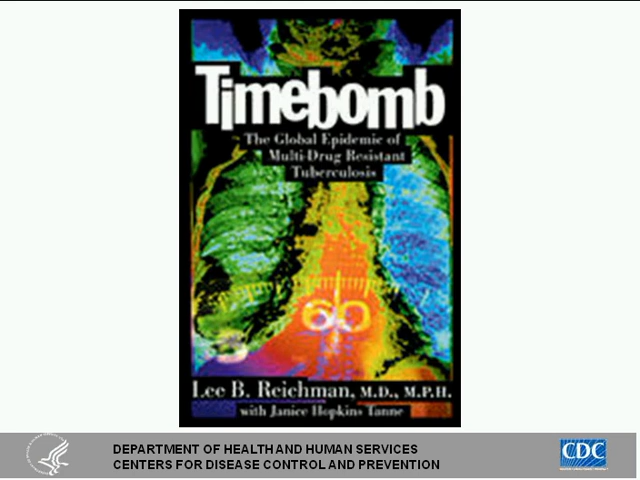 Timebomb
The Global Epidemic of
Multi-Drug Resistant
Tuberculosis
60
Lee B. Reichman, M.D., M.P.H.
with Janice Hopkins Tanne
DEPARTMENT OF HEALTH AND HUMAN SERVICES
CENTERS FOR DISEASE CONTROL AND PREVENTION
CDC